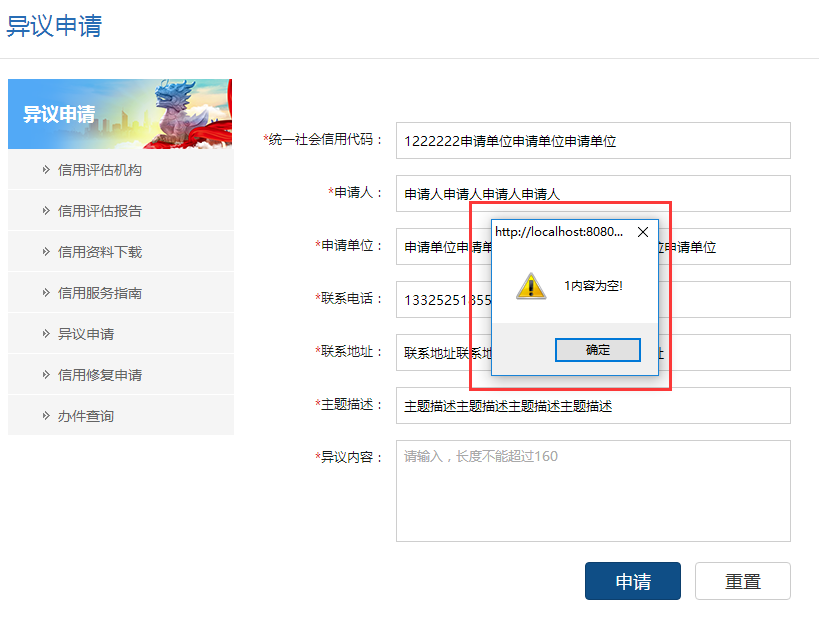 异议申请
异议申请
信用评估机构
信用评估报告
信用资料下载
信用服务指南
异议申请
信用修复申请
办件查询
*统一社会信用代码： 1222222申请单位申请单位申请单位
*申请人： 申请人申请人申请人申请人
*申请单位： 申请单位申请单 位申请单位
*联系电话： 13325251355
*联系地址： 联系地址联系地 址
*主题描述： 主题描述主题描述主题描述主题描述
*异议内容： 请输入，长度不能超过160
http://localhost:8080...
1内容为空!
确定
申请 重置